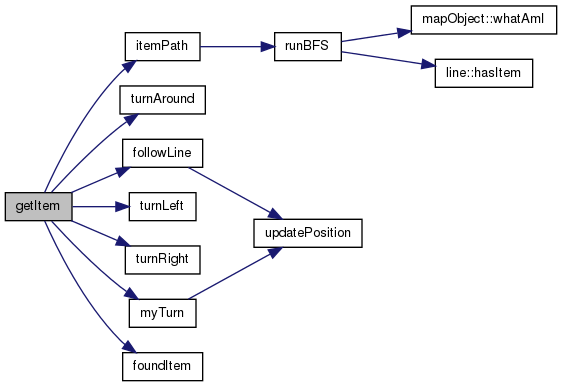 mapObject::whatAmI
itemPath
runBFS
line::hasItem
turnAround
followLine
getItem
turnLeft
updatePosition
turnRight
myTurn
foundItem